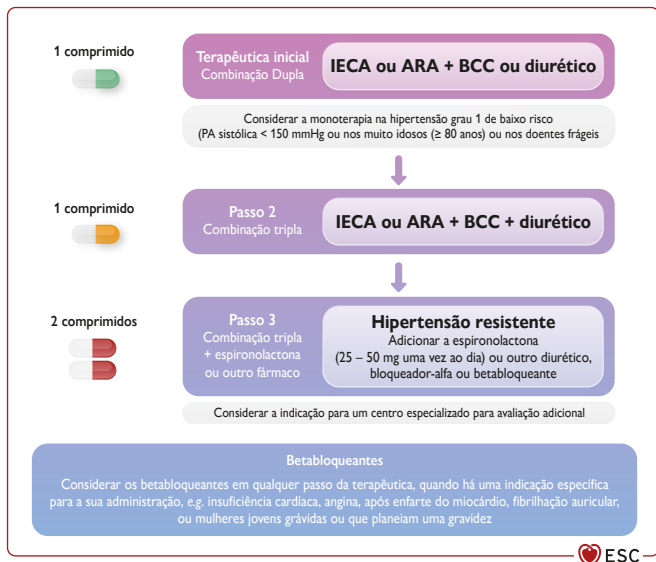 1 comprimido
Terapêutica inicial
Combinação Dupla
IECA ou ARA + BCC ou diurético
Considerar a monoterapia na hipertensão grau 1 de baixo risco
(PA sistólica < 150 mmHg ou nos muito idosos (≥ 80 anos) ou nos doentes frágeis
1 comprimido
Passo 2
Combinação tripla
IECA ou ARA + BCC + diurético
2 comprimidos
Passo 3
Combinação tripla
+ espironolactona
ou outro fármaco
Hipertensão resistente
Adicionar a espironolactona
(25 – 50 mg uma vez ao dia) ou outro diurético,
bloqueador-alfa ou betabloqueante
Considerar a indicação para um centro especializado para avaliação adicional
Betabloqueantes
Considerar os betabloqueantes em qualquer passo da terapêutica, quando há uma indicação específica
para a sua administração, e.g. insuficiência cardíaca, angina, após enfarte do miocárdio, fibrilhação auricular,
ou mulheres jovens grávidas ou que planeiam uma gravidez
ESC